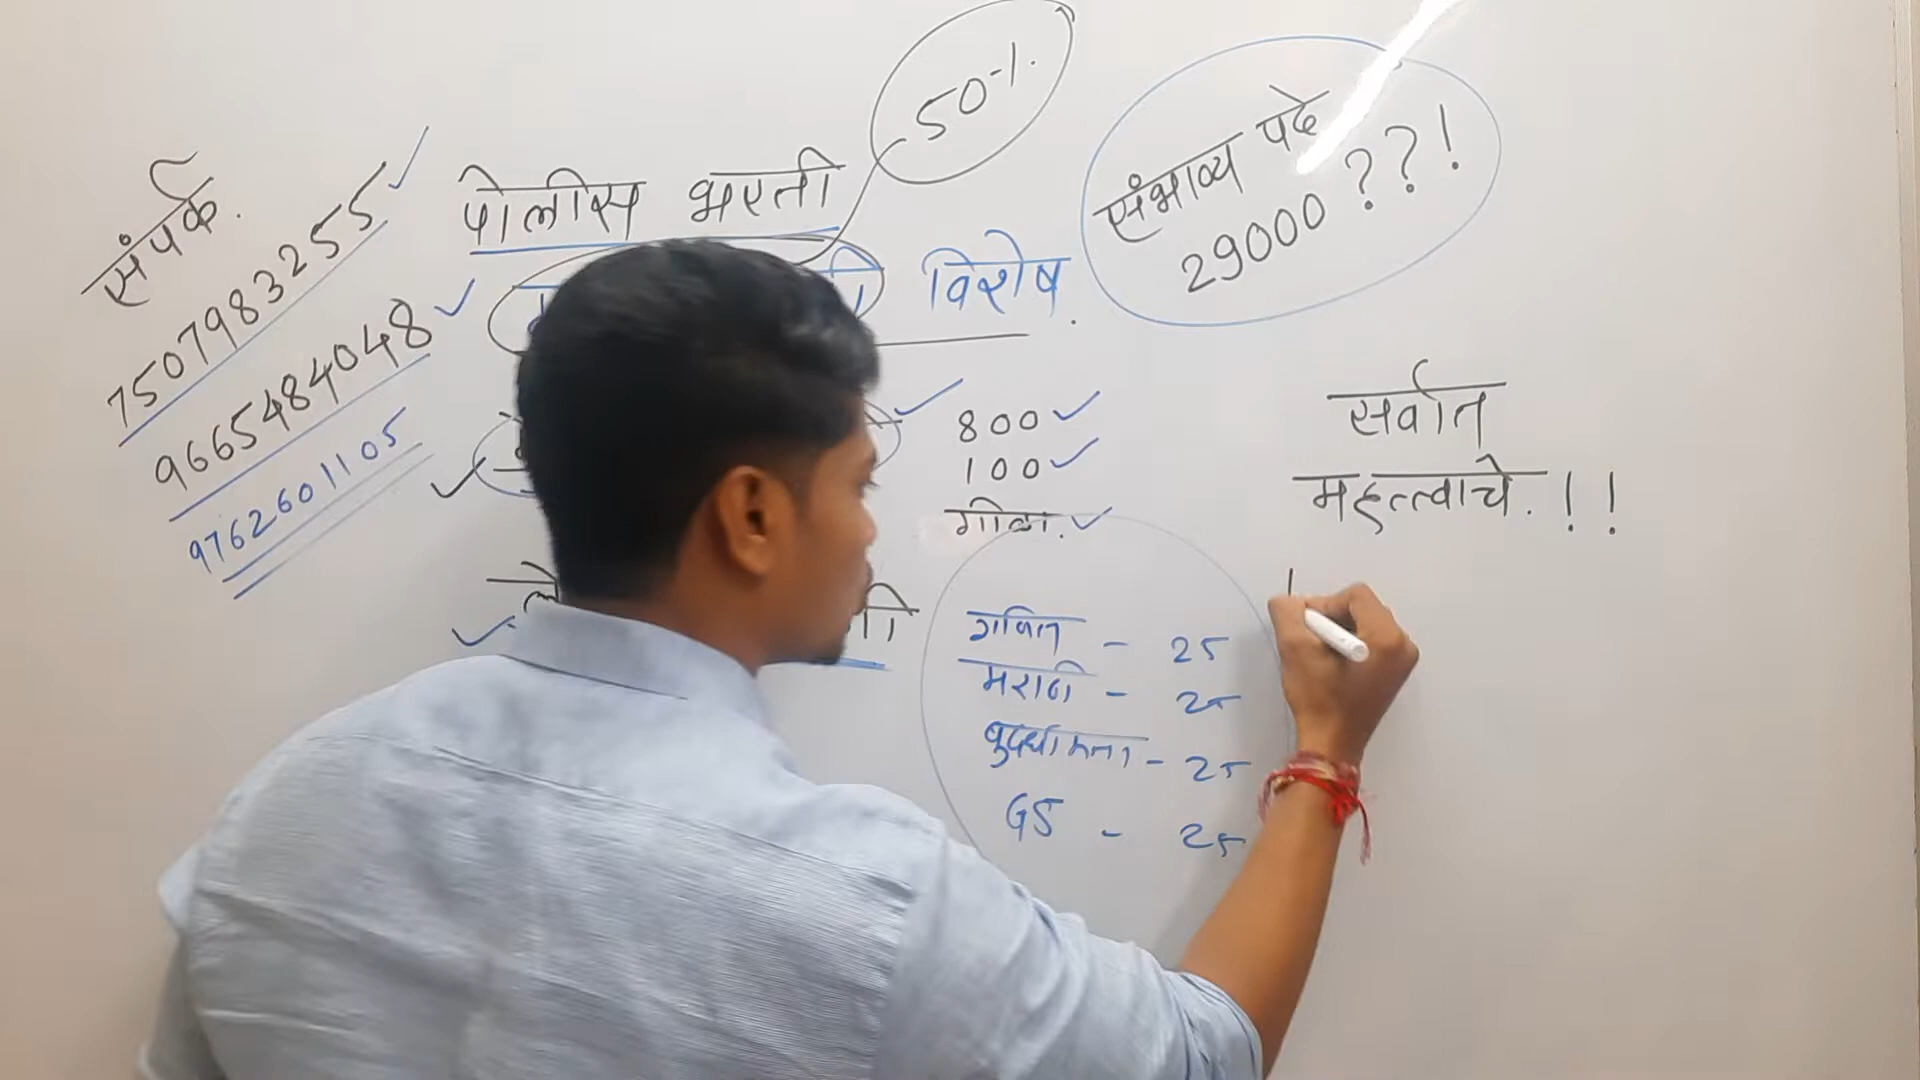 संपर्क.
7507983255
9665484048
9762601105
पोलीस भरती
50%.
विशेष.
संभाव्य पदे
29000 ??!
800
100
गोळा.
गणित - 25
मराठी - 25
बुद्धीमत्ता - 25
GS - 25
सर्वात
महत्त्वाचे. !!